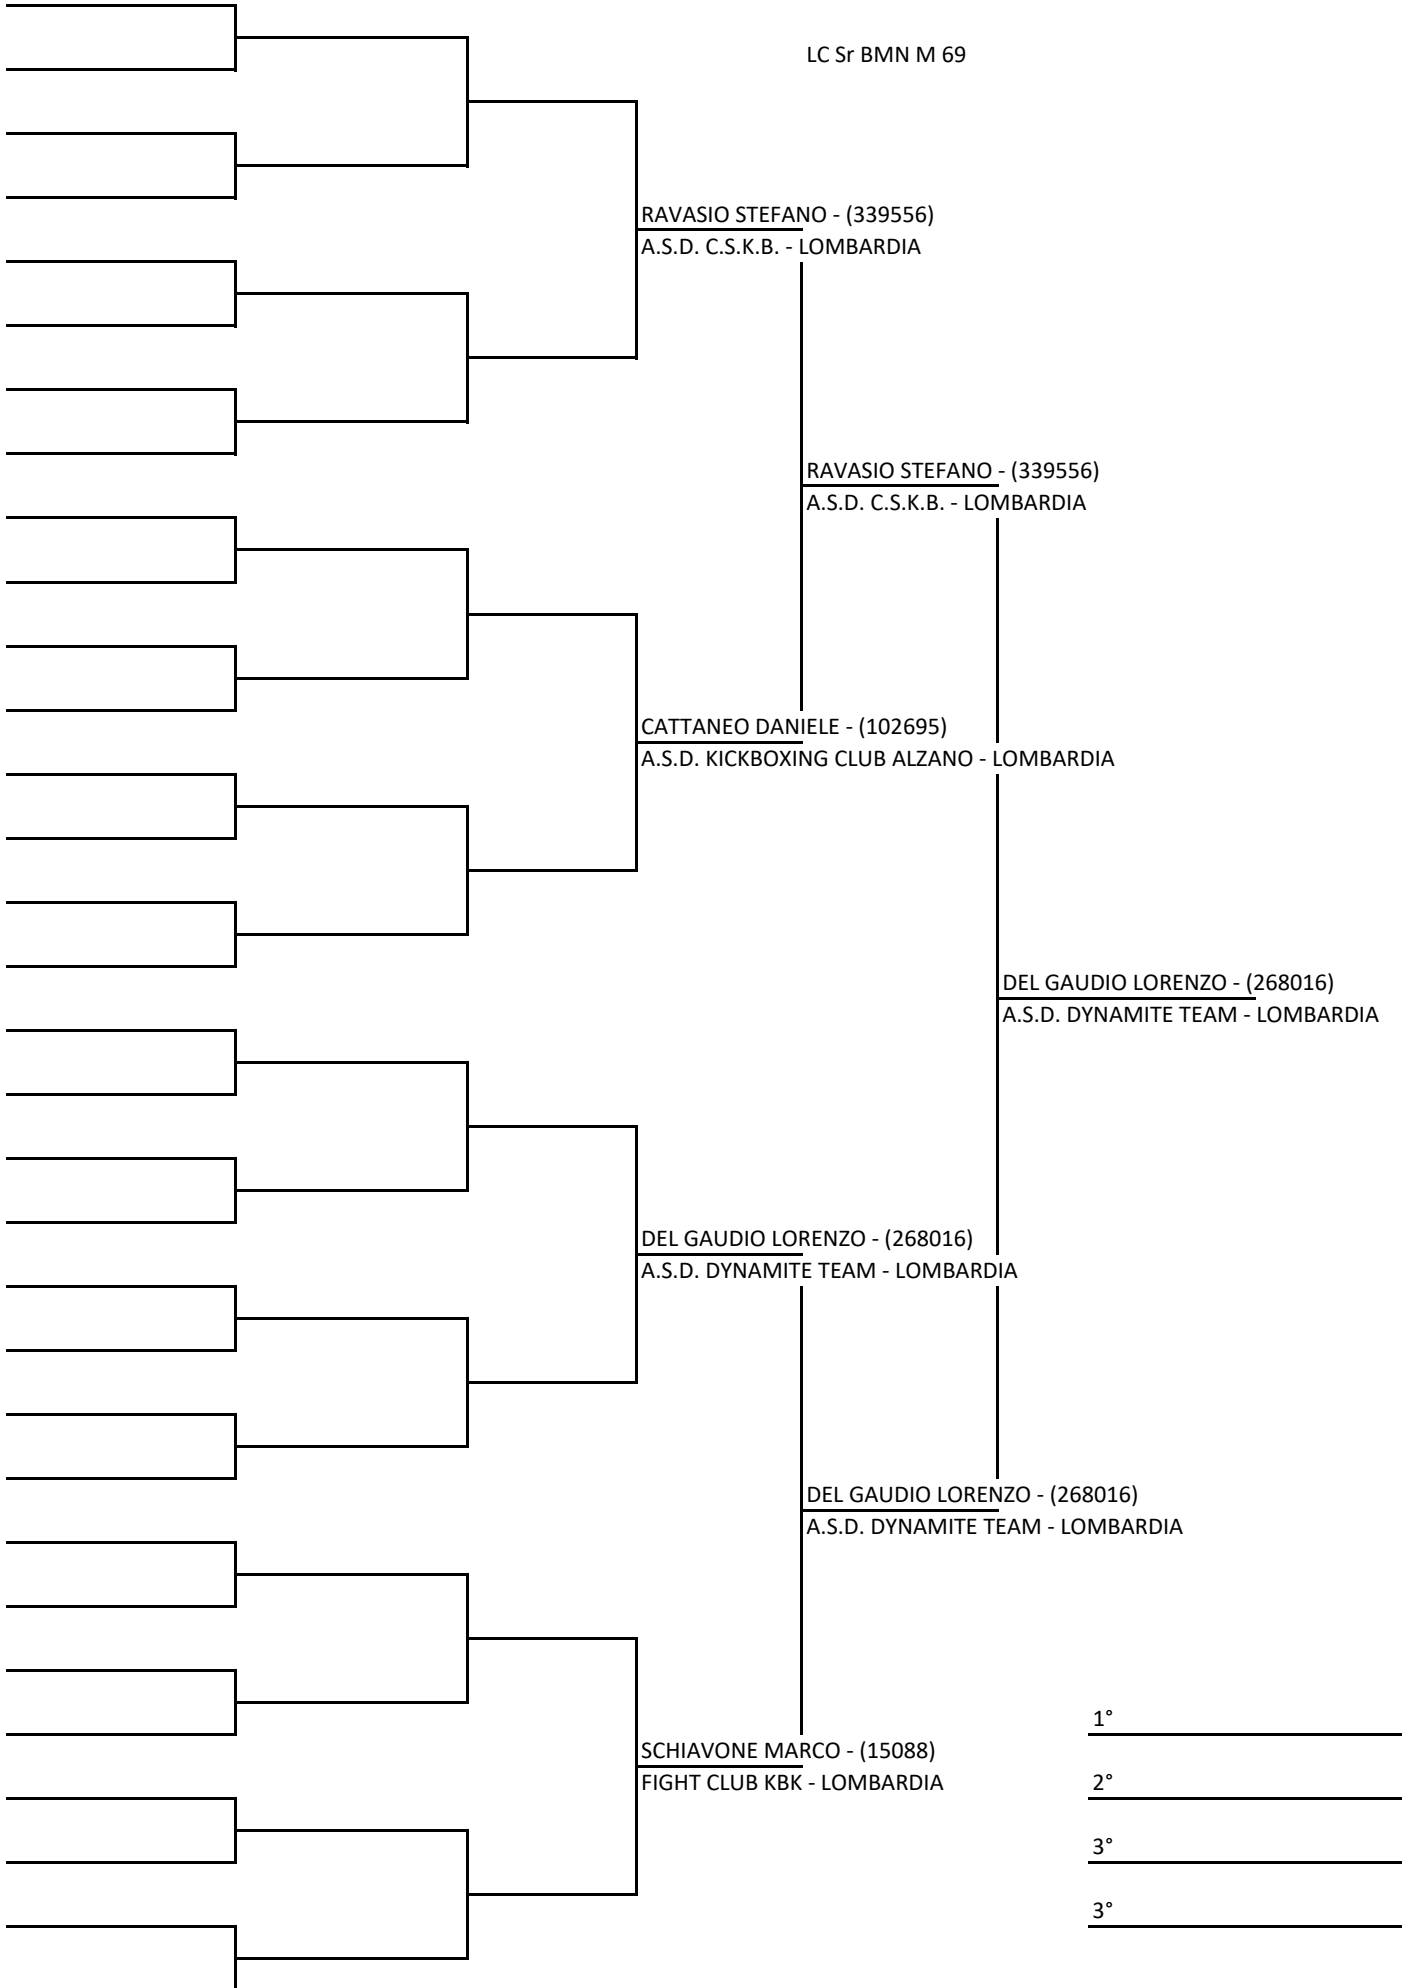 LC Sr BMN M 69
RAVASIO STEFANO - (339556)
A.S.D. C.S.K.B. - LOMBARDIA
RAVASIO STEFANO - (339556)
A.S.D. C.S.K.B. - LOMBARDIA
CATTANEO DANIELE - (102695)
A.S.D. KICKBOXING CLUB ALZANO - LOMBARDIA
DEL GAUDIO LORENZO - (268016)
A.S.D. DYNAMITE TEAM - LOMBARDIA
DEL GAUDIO LORENZO - (268016)
A.S.D. DYNAMITE TEAM - LOMBARDIA
DEL GAUDIO LORENZO - (268016)
A.S.D. DYNAMITE TEAM - LOMBARDIA
SCHIAVONE MARCO - (15088)
FIGHT CLUB KBK - LOMBARDIA
1°
2°
3°
3°